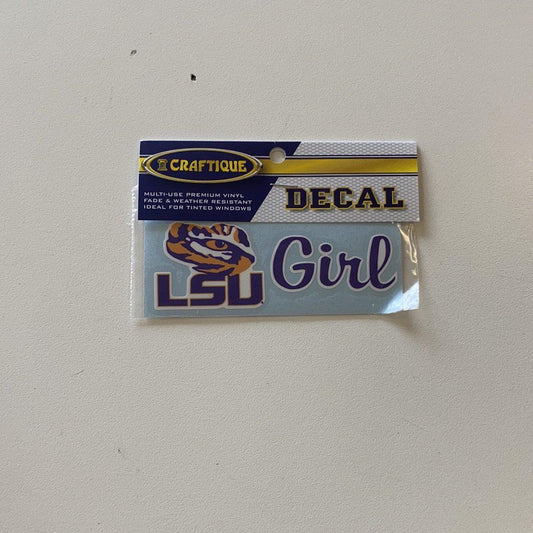 CRAFTIQUE
MULTI-USE PREMIUM VINYL
FADE & WEATHER RESISTANT
IDEAL FOR TINTED WINDOWS
DECAL
LSU Girl